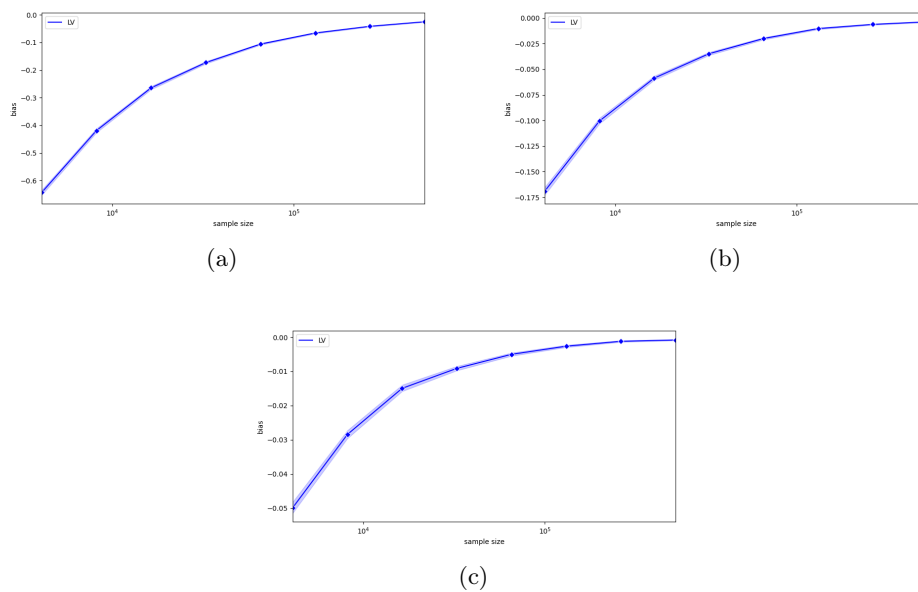 LV
0.0
−0.1
−0.2
−0.3
−0.4
−0.5
−0.6
bias
10^4
10^5
sample size
(a)
LV
0.000
−0.025
−0.050
−0.075
−0.100
−0.125
−0.150
−0.175
bias
10^4
10^5
sample size
(b)
LV
0.00
−0.01
−0.02
−0.03
−0.04
−0.05
bias
10^4
10^5
sample size
(c)